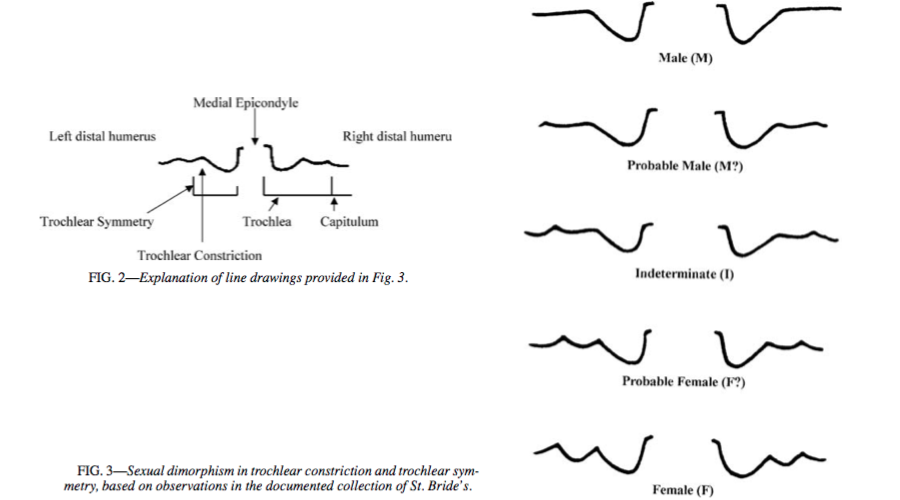 Medial Epicondyle
Left distal humerus
Right distal humeru
Trochlear Symmetry
Trochlea
Capitulum
Trochlear Constriction
FIG. 2—Explanation of line drawings provided in Fig. 3.
Male (M)
Probable Male (M?)
Indeterminate (I)
Probable Female (F?)
Female (F)
FIG. 3—Sexual dimorphism in trochlear constriction and trochlear sym-
metry, based on observations in the documented collection of St. Bride's.